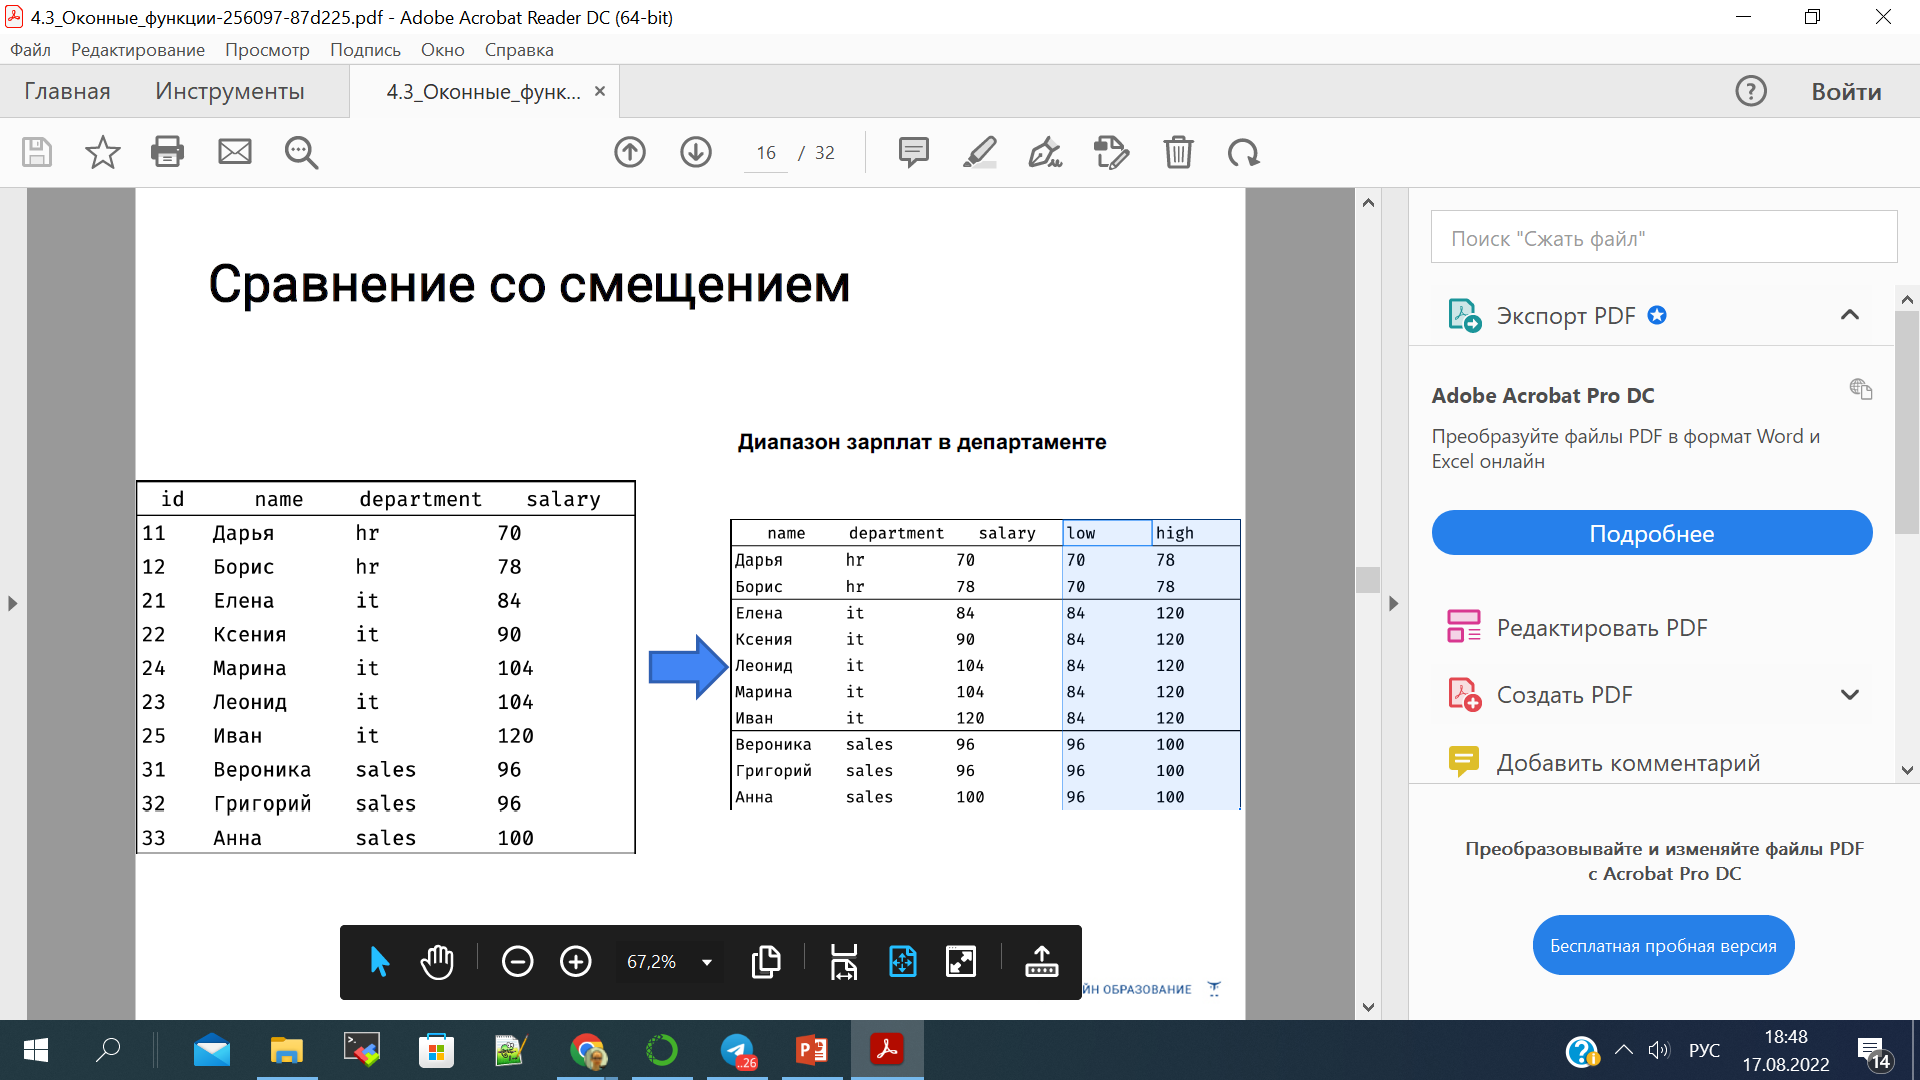 4.3_Оконные_функции-256097-87d225.pdf - Adobe Acrobat Reader DC (64-bit)
Файл Редактирование Просмотр Подпись Окно Справка
Главная Инструменты 4.3_Оконные_функ... × ? Войти
16 / 32
Сравнение со смещением
Диапазон зарплат в департаменте
id name department salary
11 Дарья hr 70
12 Борис hr 78
21 Елена it 84
22 Ксения it 90
24 Марина it 104
23 Леонид it 104
25 Иван it 120
31 Вероника sales 96
32 Григорий sales 96
33 Анна sales 100
name department salary low high
Дарья hr 70 70 78
Борис hr 78 70 78
Елена it 84 84 120
Ксения it 90 84 120
Леонид it 104 84 120
Марина it 104 84 120
Иван it 120 84 120
Вероника sales 96 96 100
Григорий sales 96 96 100
Анна sales 100 96 100
67,2%
ЙН ОБРАЗОВАНИЕ
Поиск "Сжать файл"
Экспорт PDF
Adobe Acrobat Pro DC
Преобразуйте файлы PDF в формат Word и
Excel онлайн
Подробнее
Редактировать PDF
Создать PDF
Добавить комментарий
Преобразовывайте и изменяйте файлы PDF
с Acrobat Pro DC
Бесплатная пробная версия
..26
РУС
18:48
17.08.2022
14